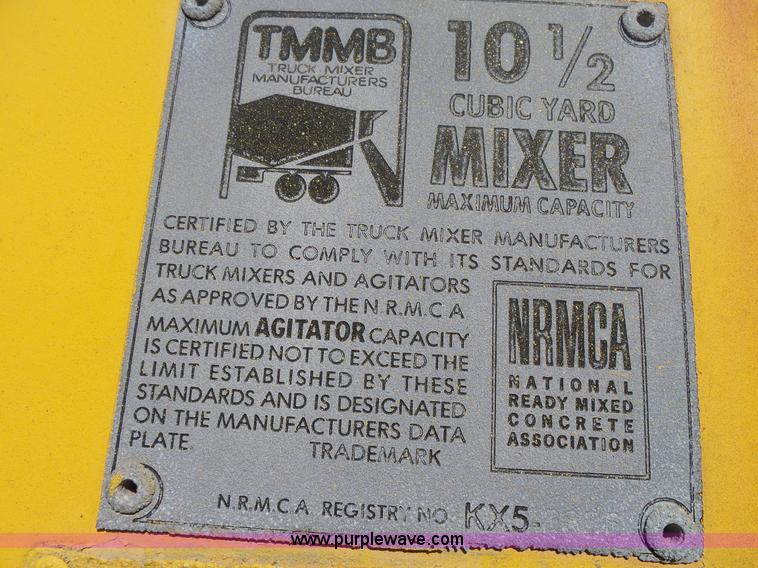 TMMB
TRUCK MIXER
MANUFACTURERS
BUREAU
10 1/2
CUBIC YARD
MIXER
MAXIMUM CAPACITY
CERTIFIED BY THE TRUCK MIXER MANUFACTURERS
BUREAU TO COMPLY WITH ITS STANDARDS FOR
TRUCK MIXERS AND AGITATORS
AS APPROVED BY THE N.R.M.C.A
MAXIMUM AGITATOR CAPACITY
IS CERTIFIED NOT TO EXCEED THE
LIMIT ESTABLISHED BY THESE
STANDARDS AND IS DESIGNATED
ON THE MANUFACTURERS DATA
PLATE.
TRADEMARK
NRMCA
NATIONAL
READY MIXED
CONCRETE
ASSOCIATION
N.R.M.C.A REGISTRY NO KX5-
www.purplewave.com